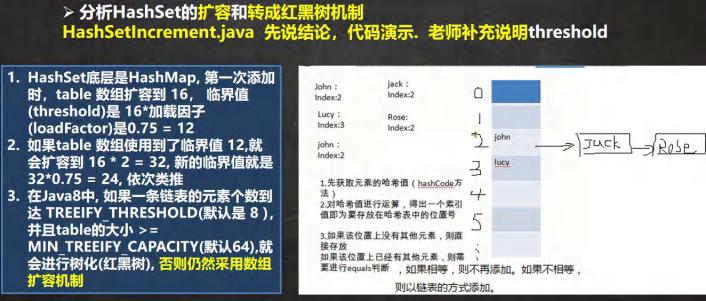 ➢ 分析HashSet的扩容和转成红黑树机制
HashSetIncrement.java 先说结论，代码演示. 老师补充说明threshold
1. HashSet底层是HashMap, 第一次添加
时，table 数组扩容到 16， 临界值
(threshold)是 16*加载因子
(loadFactor)是0.75 = 12
2. 如果table 数组使用到了临界值 12,就
会扩容到 16 * 2 = 32, 新的临界值就是
32*0.75 = 24, 依次类推
3. 在Java8中, 如果一条链表的元素个数到
达 TREEIFY_THRESHOLD(默认是 8 ),
并且table的大小 >=
MIN_TREEIFY_CAPACITY(默认64),就
会进行树化(红黑树), 否则仍然采用数组
扩容机制
John：
Index:2
jack：
Index:2
Lucy：
Index:3
Rose:
Index:2
john：
Index:2
1.先获取元素的哈希值（hashCode方
法）
2.对哈希值进行运算，得出一个索引
值即为要存放在哈希表中的位置号
3.如果该位置上没有其他元素，则直
接存放
如果该位置上已经有其他元素，则需
要进行equals判断 ，如果相等，则不再添加。如果不相等，
则以链表的方式添加。
0
1
2 john
Jack
Rose
3 lucy
4
5